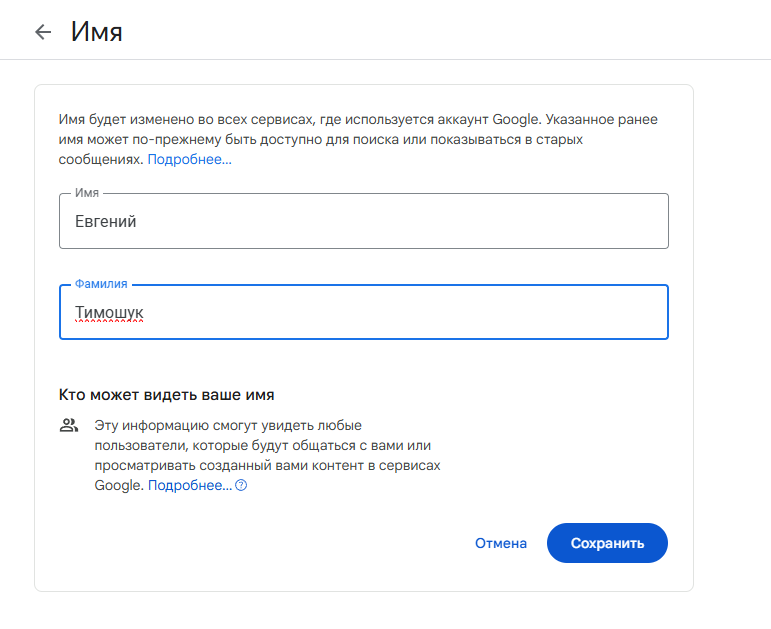 Имя
Имя будет изменено во всех сервисах, где используется аккаунт Google. Указанное ранее
имя может по-прежнему быть доступно для поиска или показываться в старых
сообщениях. Подробнее...
Имя
Евгений
Фамилия
Тимошук
Кто может видеть ваше имя
Эту информацию смогут увидеть любые
пользователи, которые будут общаться с вами или
просматривать созданный вами контент в сервисах
Google. Подробнее...
Отмена
Сохранить